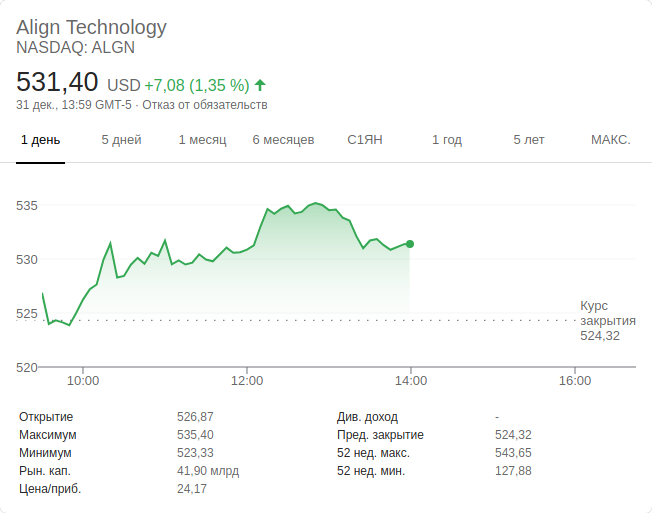 Align Technology
NASDAQ: ALGN
531,40 USD +7,08 (1,35 %)
31 дек., 13:59 GMT-5 · Отказ от обязательств
1 день 5 дней 1 месяц 6 месяцев С1ЯН 1 год 5 лет МАКС.
535
530
525
520
Курс
закрытия
524,32
10:00 12:00 14:00 16:00
Открытие 526,87
Максимум 535,40
Минимум 523,33
Рын. кап. 41,90 млрд
Цена/приб. 24,17
Див. доход -
Пред. закрытие 524,32
52 нед. макс. 543,65
52 нед. мин. 127,88